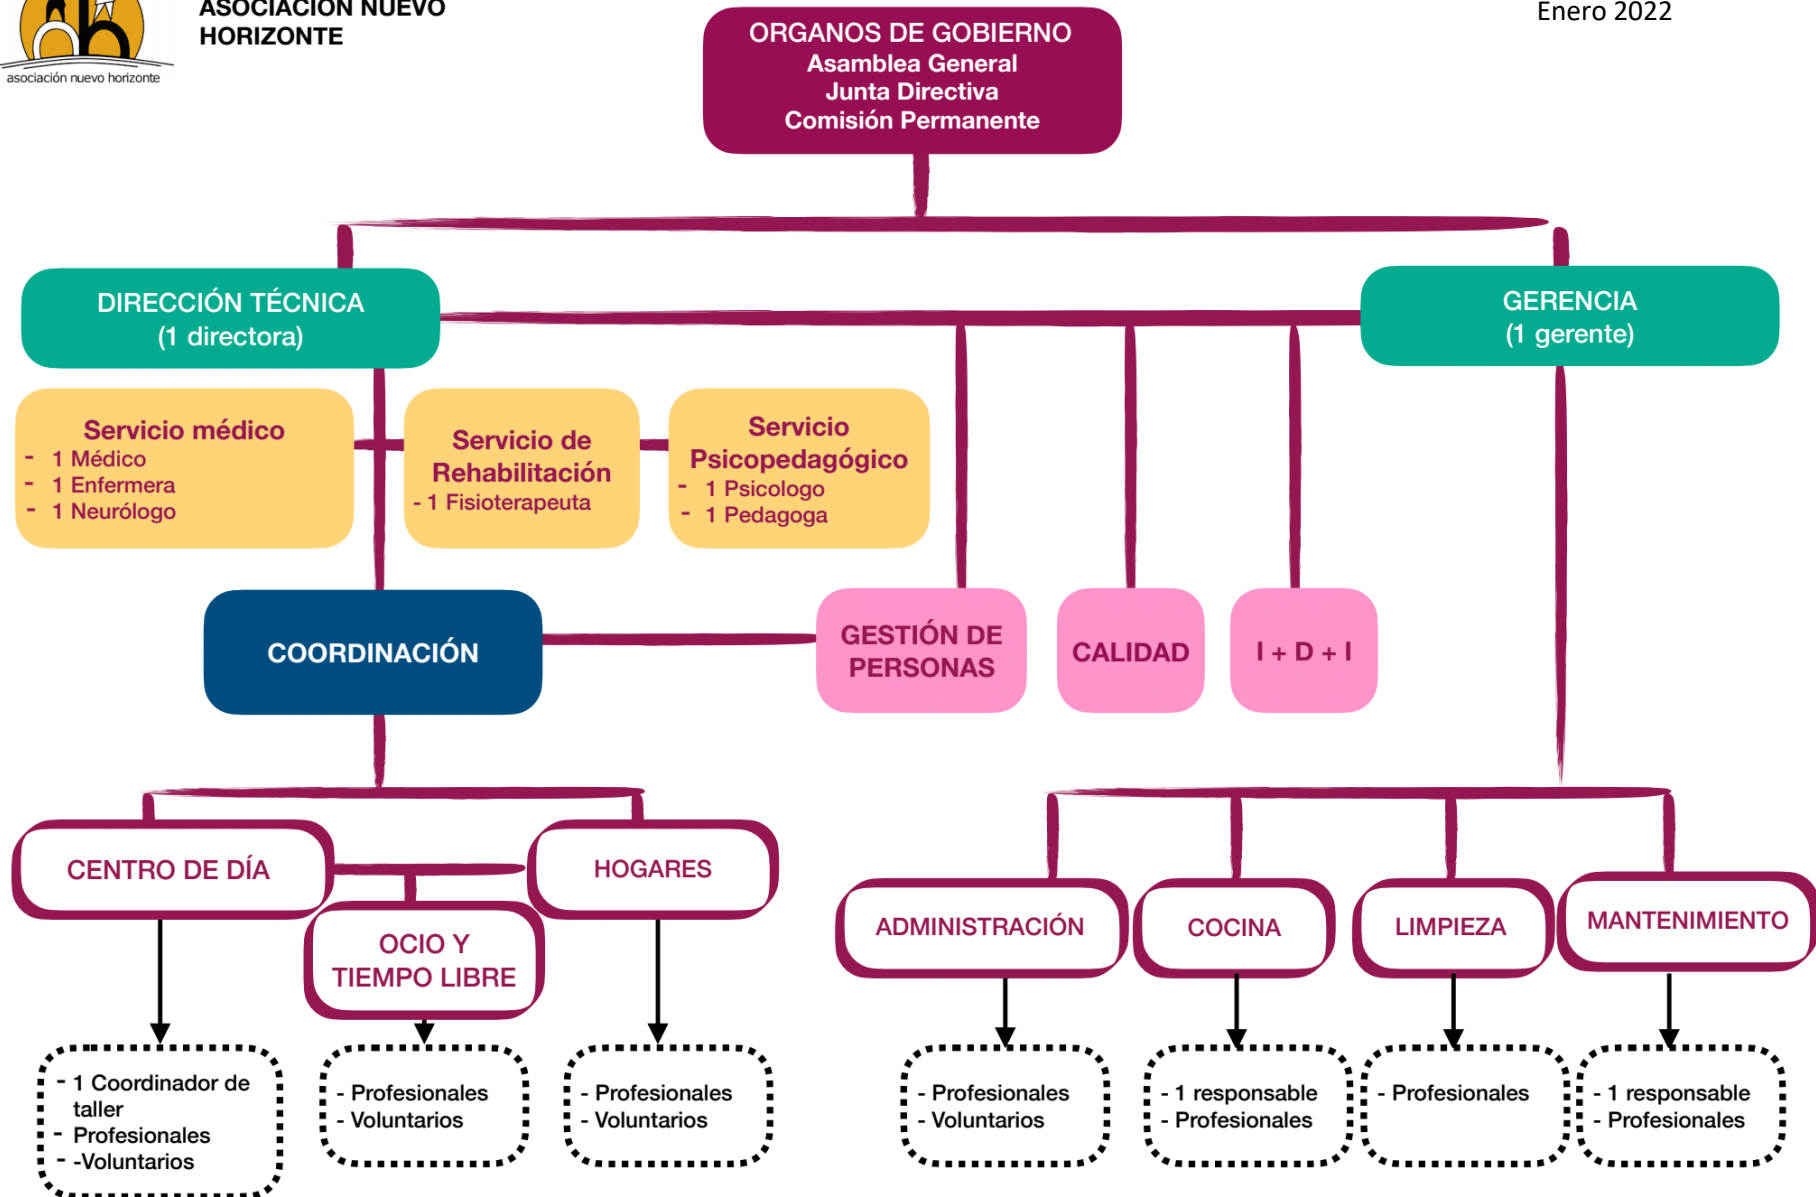 asociación nuevo horizonte
ASOCIACIÓN NUEVO
HORIZONTE
Enero 2022
ORGANOS DE GOBIERNO
Asamblea General
Junta Directiva
Comisión Permanente
DIRECCIÓN TÉCNICA
(1 directora)
GERENCIA
(1 gerente)
Servicio médico
- 1 Médico
- 1 Enfermera
- 1 Neurólogo
Servicio de
Rehabilitación
- 1 Fisioterapeuta
Servicio
Psicopedagógico
- 1 Psicologo
- 1 Pedagoga
COORDINACIÓN
GESTIÓN DE
PERSONAS
CALIDAD
I + D + I
CENTRO DE DÍA
OCIO Y
TIEMPO LIBRE
HOGARES
ADMINISTRACIÓN
COCINA
LIMPIEZA
MANTENIMIENTO
- 1 Coordinador de
taller
- Profesionales
- -Voluntarios
- Profesionales
- Voluntarios
- Profesionales
- Voluntarios
- Profesionales
- Voluntarios
- 1 responsable
- Profesionales
- Profesionales
- 1 responsable
- Profesionales